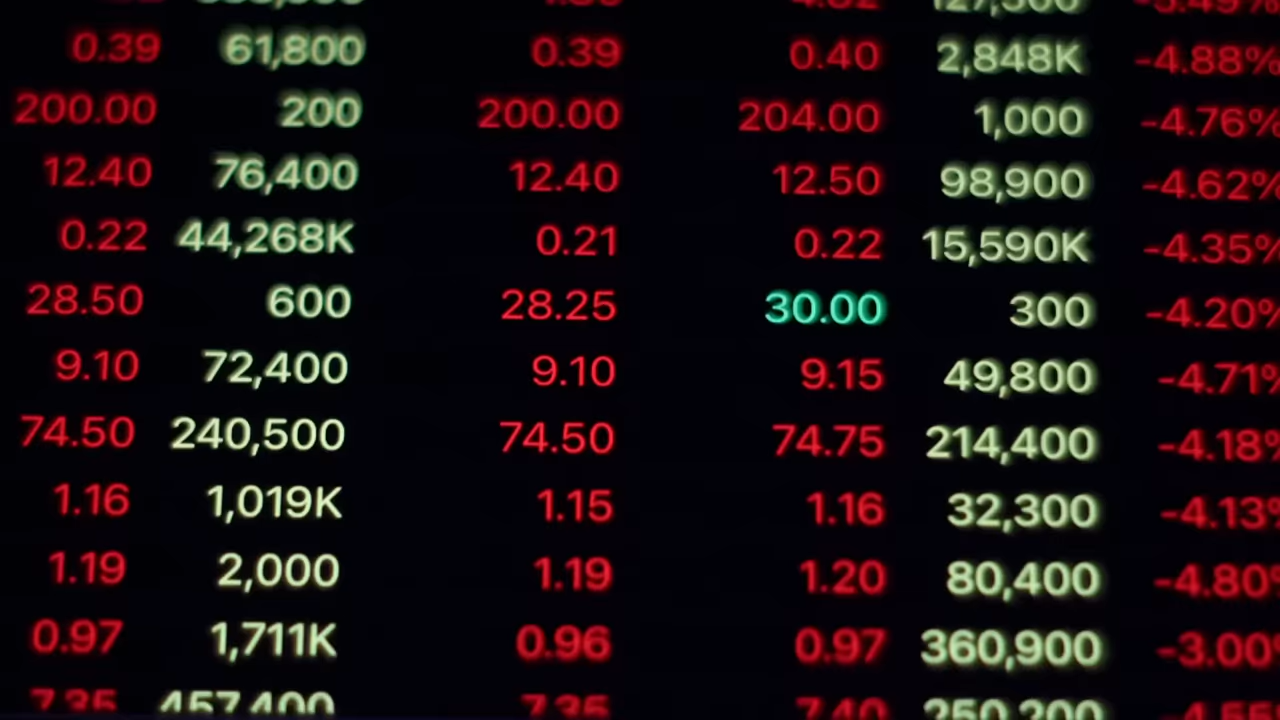 127,500 -5.49%
0.39 61,800 0.39 0.40 2,848K -4.88%
200.00 200 200.00 204.00 1,000 -4.76%
12.40 76,400 12.40 12.50 98,900 -4.62%
0.22 44,268K 0.21 0.22 15,590K -4.35%
28.50 600 28.25 30.00 300 -4.20%
9.10 72,400 9.10 9.15 49,800 -4.71%
74.50 240,500 74.50 74.75 214,400 -4.18%
1.16 1,019K 1.15 1.16 32,300 -4.13%
1.19 2,000 1.19 1.20 80,400 -4.80%
0.97 1,711K 0.96 0.97 360,900 -3.00%
7.35 457,400 7.35 7.40 250,200 -4.55%